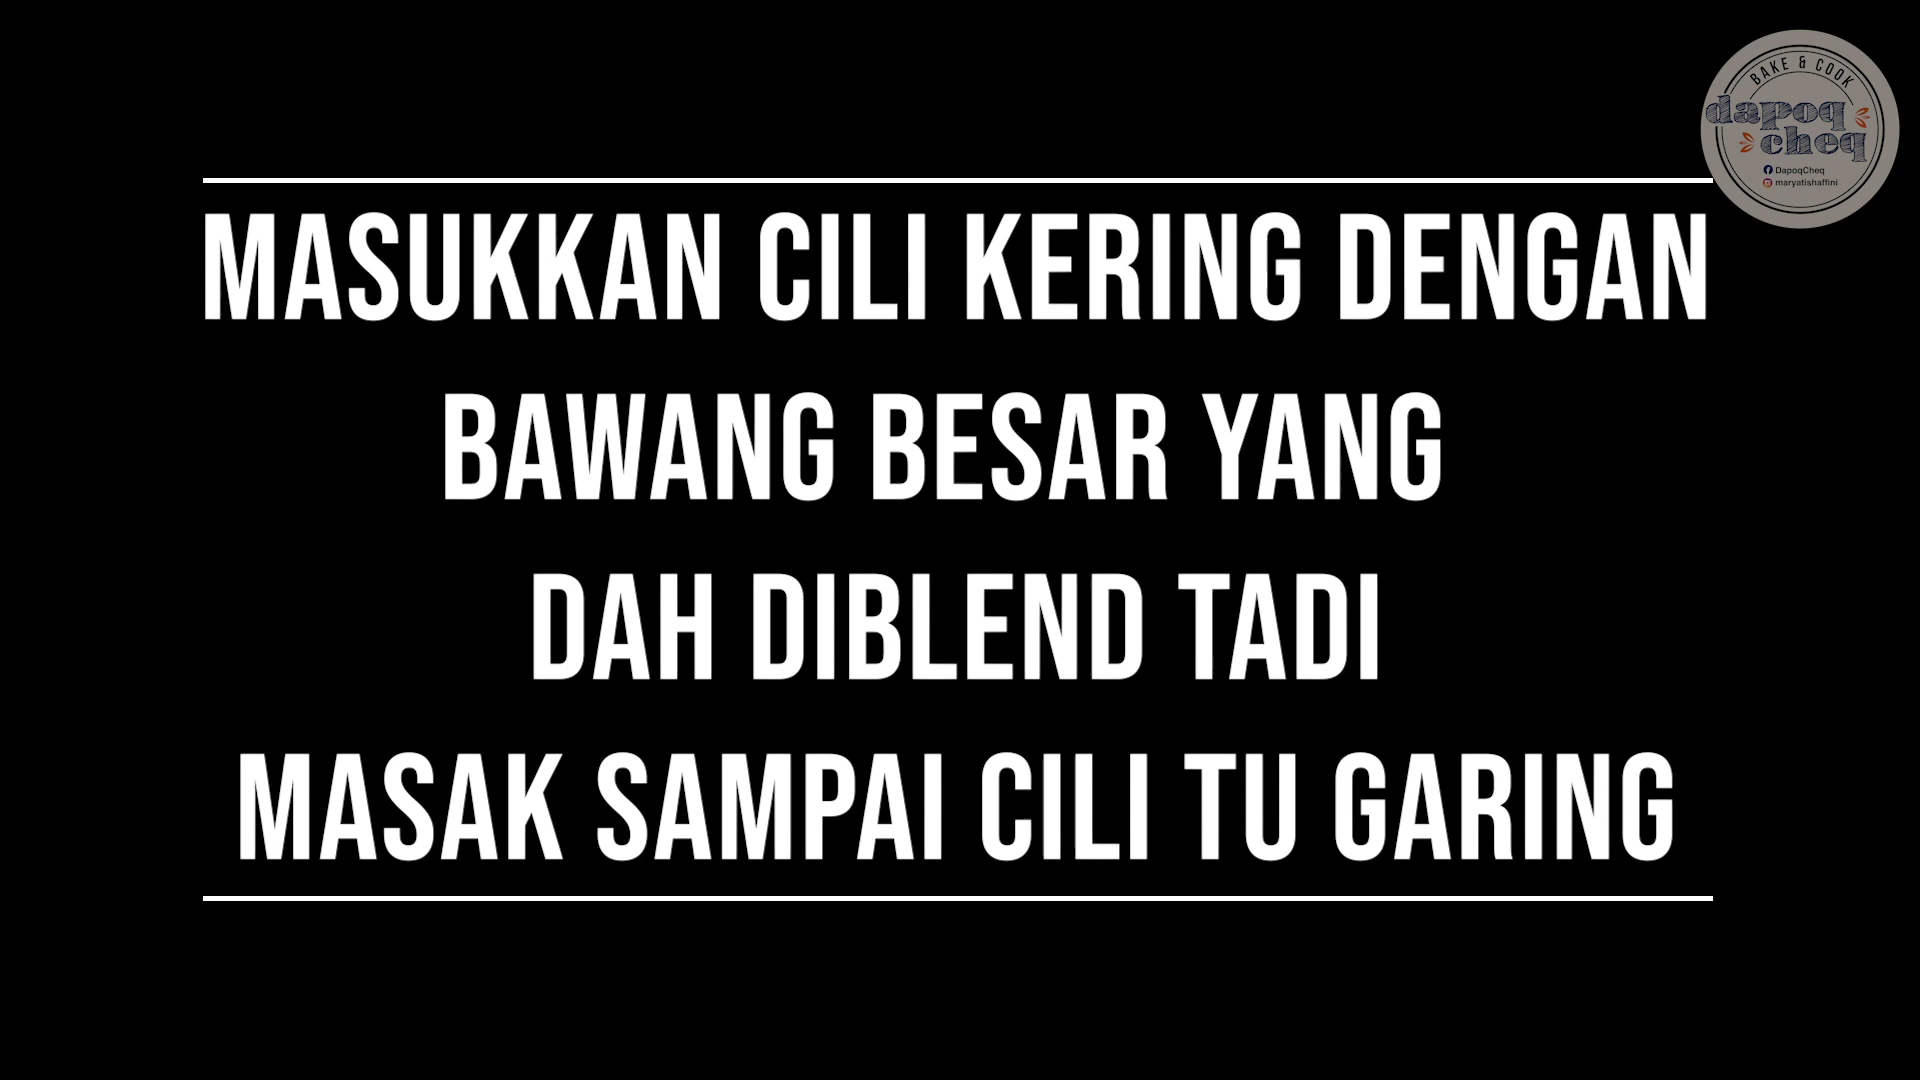 BAKE & COOK
dapoq
cheq
DapoqCheq
maryatishaffini
MASUKKAN CILI KERING DENGAN
BAWANG BESAR YANG
DAH DIBLEND TADI
MASAK SAMPAI CILI TU GARING